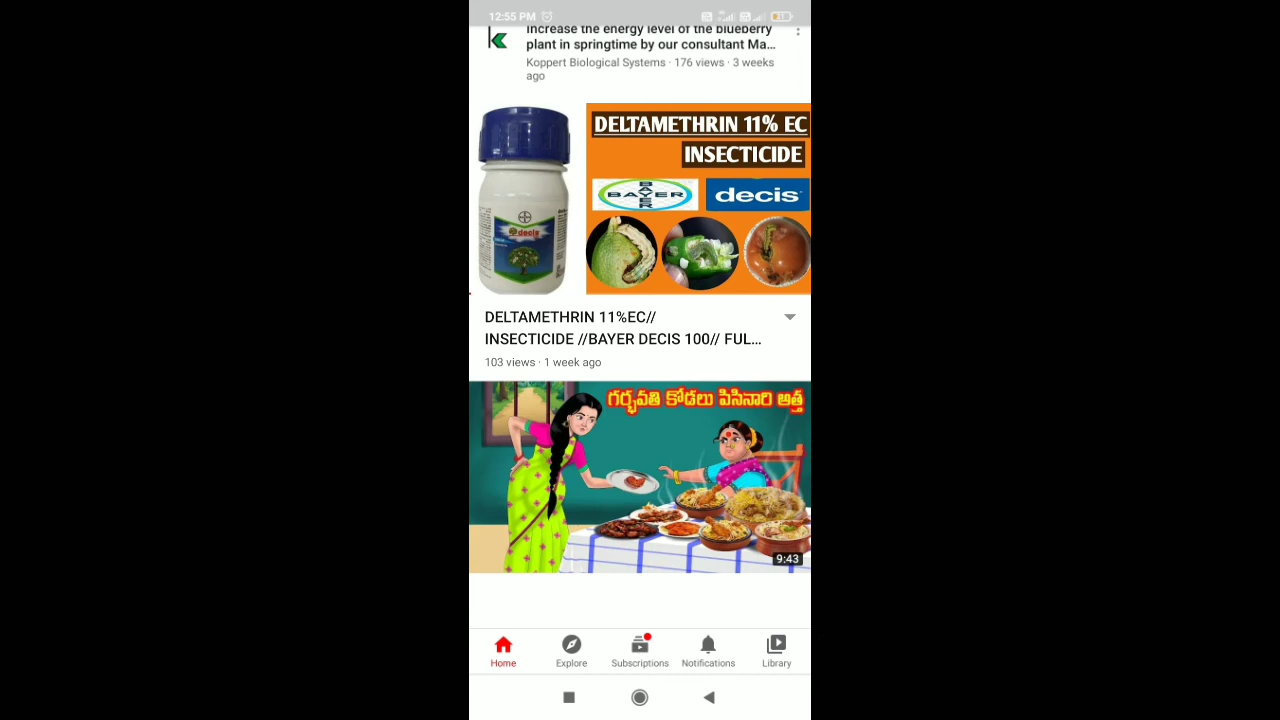 12:55 PM
Increase the energy level of the blueberry
plant in springtime by our consultant Ma...
Koppert Biological Systems · 176 views · 3 weeks
ago
DELTAMETHRIN 11% EC
INSECTICIDE
BAYER
BAYER
decis
decis
DELTAMETHRIN 11%EC//
INSECTICIDE //BAYER DECIS 100// FUL...
103 views · 1 week ago
గర్భవతి కోడలు పిసినారి అత్త
9:43
Home
Explore
Subscriptions
Notifications
Library